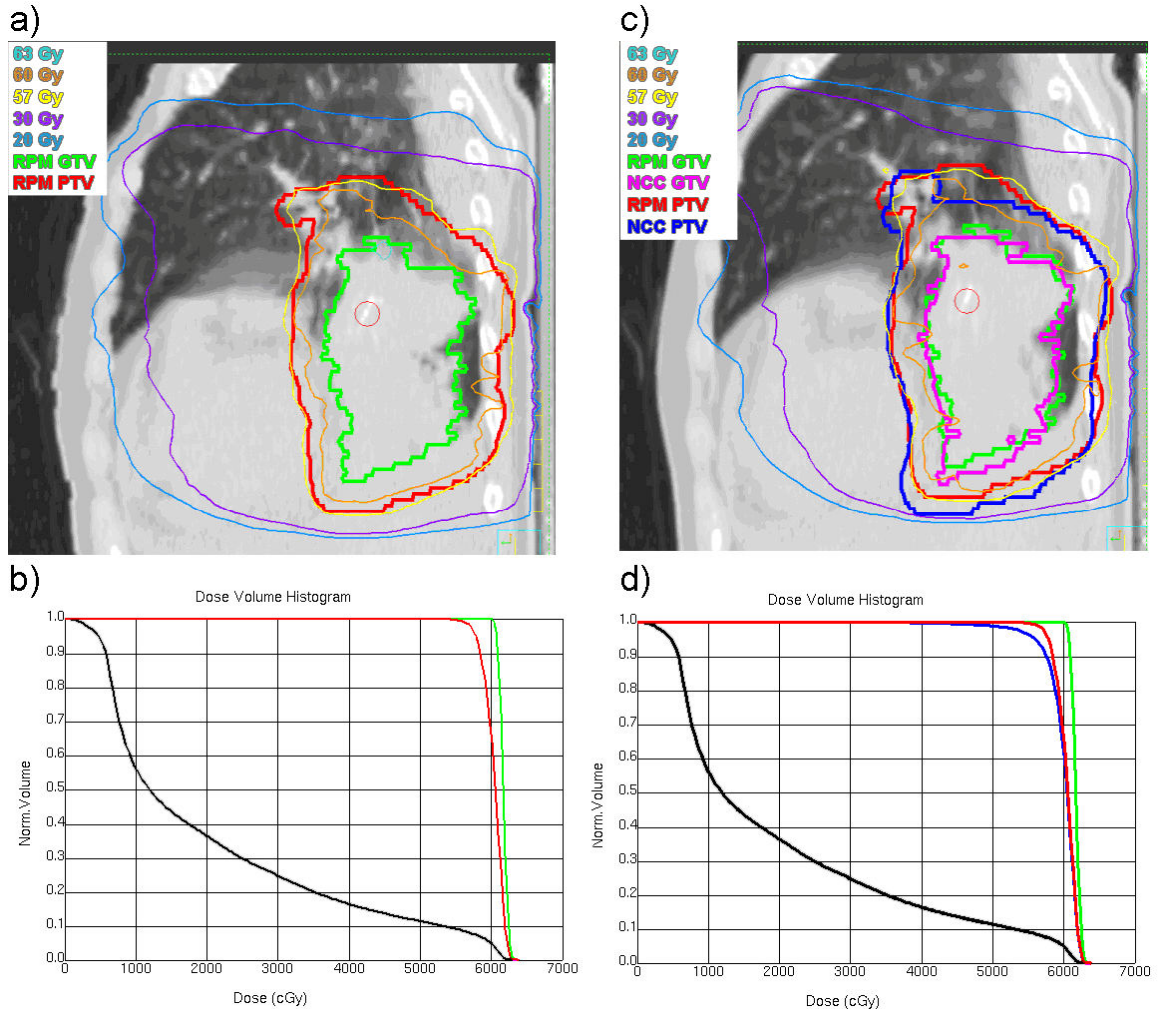 a)
63 Gy
60 Gy
57 Gy
30 Gy
20 Gy
RPM GTV
RPM PTV
c)
63 Gy
60 Gy
57 Gy
30 Gy
20 Gy
RPM GTV
NCC GTV
RPM PTV
NCC PTV
b)
Dose Volume Histogram
1.0
0.9
0.8
0.7
0.6
0.5
0.4
0.3
0.2
0.1
0.0
Norm.Volume
0
1000
2000
3000
4000
5000
6000
7000
Dose (cGy)
d)
Dose Volume Histogram
1.0
0.9
0.8
0.7
0.6
0.5
0.4
0.3
0.2
0.1
0.0
Norm.Volume
0
1000
2000
3000
4000
5000
6000
7000
Dose (cGy)